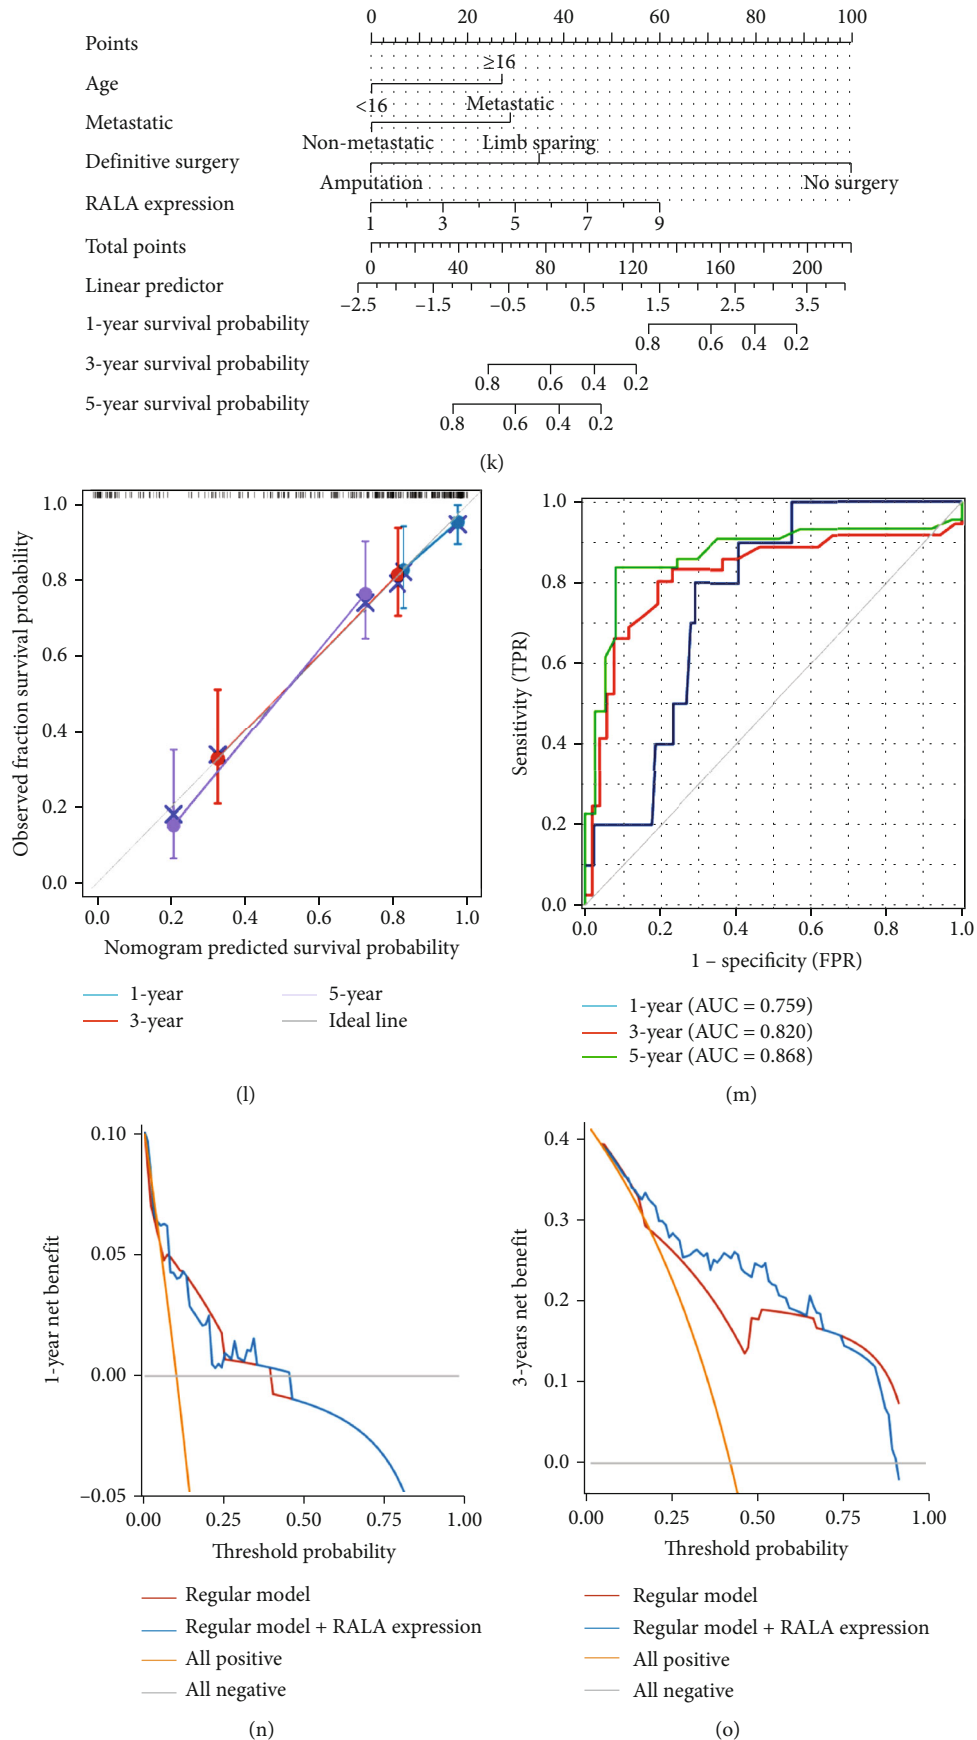 0 20 40 60 80 100
Points
≥16
Age
<16 Metastatic
Metastatic
Non-metastatic Limb sparing
Definitive surgery
Amputation No surgery
RALA expression
1 3 5 7 9
Total points
0 40 80 120 160 200
Linear predictor
−2.5 −1.5 −0.5 0.5 1.5 2.5 3.5
1-year survival probability
0.8 0.6 0.4 0.2
3-year survival probability
0.8 0.6 0.4 0.2
5-year survival probability
0.8 0.6 0.4 0.2
(k)
Observed fraction survival probability
1.0
0.8
0.6
0.4
0.2
0.0
0.0 0.2 0.4 0.6 0.8 1.0
Nomogram predicted survival probability
1-year 5-year
3-year Ideal line
(l)
Sensitivity (TPR)
1.0
0.8
0.6
0.4
0.2
0.0
0.0 0.2 0.4 0.6 0.8 1.0
1 – specificity (FPR)
1-year (AUC = 0.759)
3-year (AUC = 0.820)
5-year (AUC = 0.868)
(m)
1-year net benefit
0.10
0.05
0.00
−0.05
0.00 0.25 0.50 0.75 1.00
Threshold probability
Regular model
Regular model + RALA expression
All positive
All negative
(n)
3-years net benefit
0.4
0.3
0.2
0.1
0.0
0.00 0.25 0.50 0.75 1.00
Threshold probability
Regular model
Regular model + RALA expression
All positive
All negative
(o)